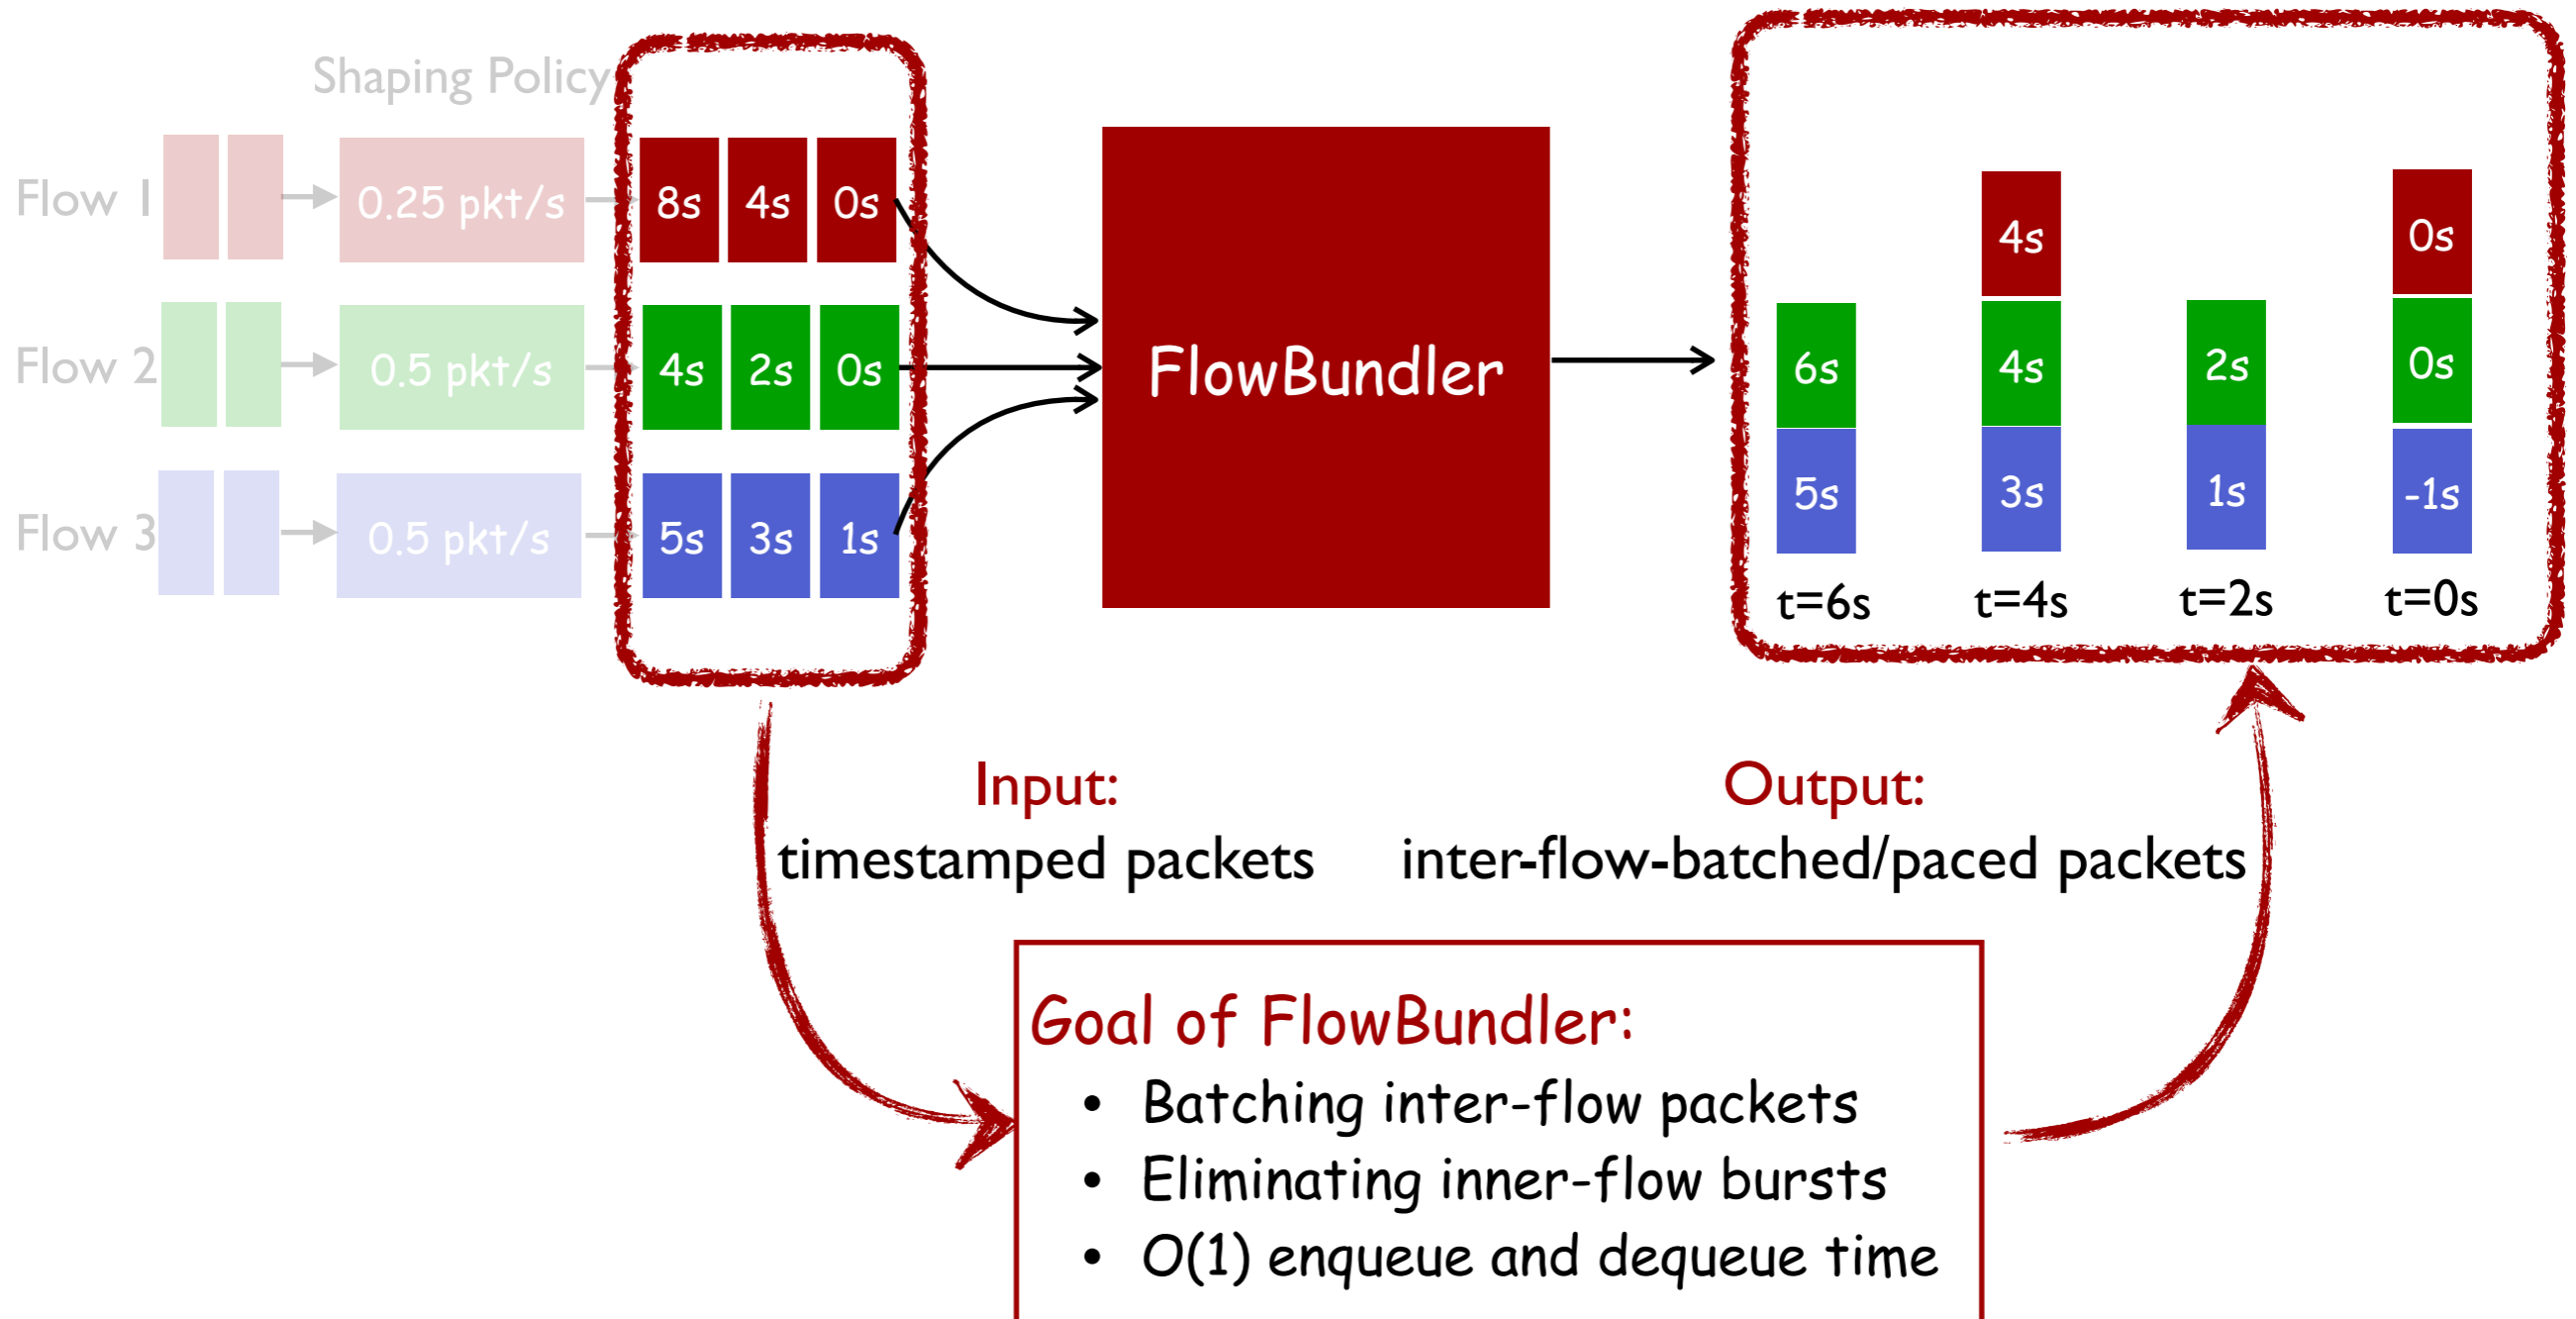 Shaping Policy
Flow 1
0.25 pkt/s
8s 4s 0s
Flow 2
0.5 pkt/s
4s 2s 0s
Flow 3
0.5 pkt/s
5s 3s 1s
FlowBundler
4s 0s
6s 4s 2s 0s
5s 3s 1s -1s
t=6s t=4s t=2s t=0s
Input:
timestamped packets
Output:
inter-flow-batched/paced packets
Goal of FlowBundler:
• Batching inter-flow packets
• Eliminating inner-flow bursts
• O(1) enqueue and dequeue time